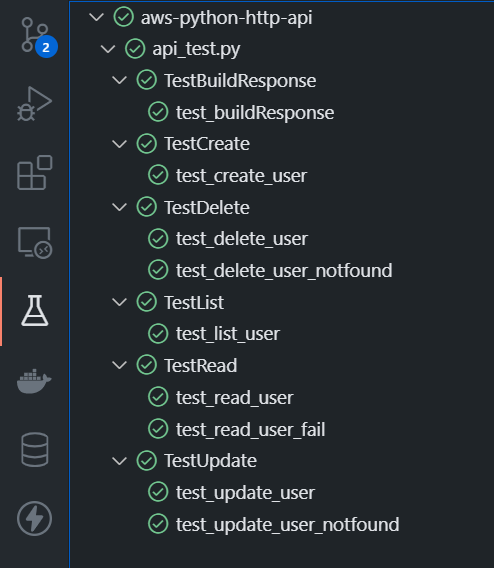 aws-python-http-api
api_test.py
TestBuildResponse
test_buildResponse
TestCreate
test_create_user
TestDelete
test_delete_user
test_delete_user_notfound
TestList
test_list_user
TestRead
test_read_user
test_read_user_fail
TestUpdate
test_update_user
test_update_user_notfound
2